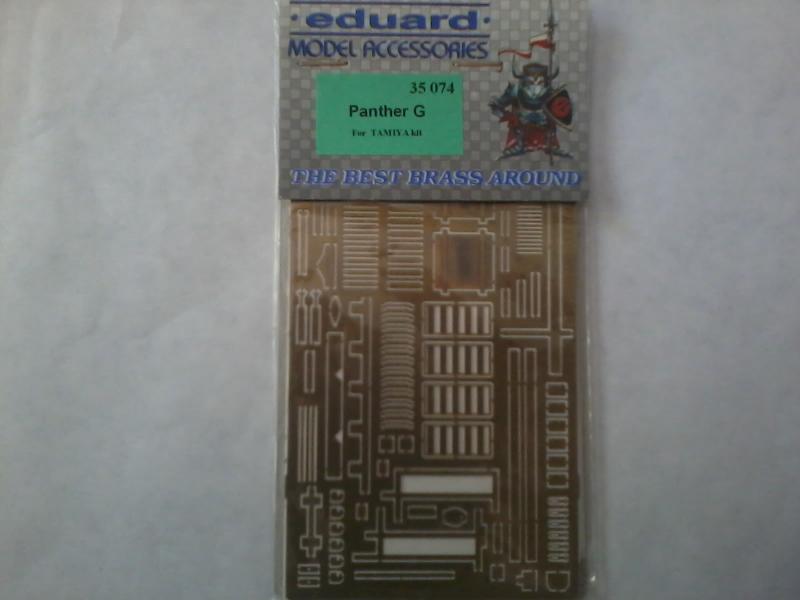 ·eduard·
MODEL ACCESSORIES
35 074
Panther G
For TAMIYA kit
THE BEST BRASS AROUND